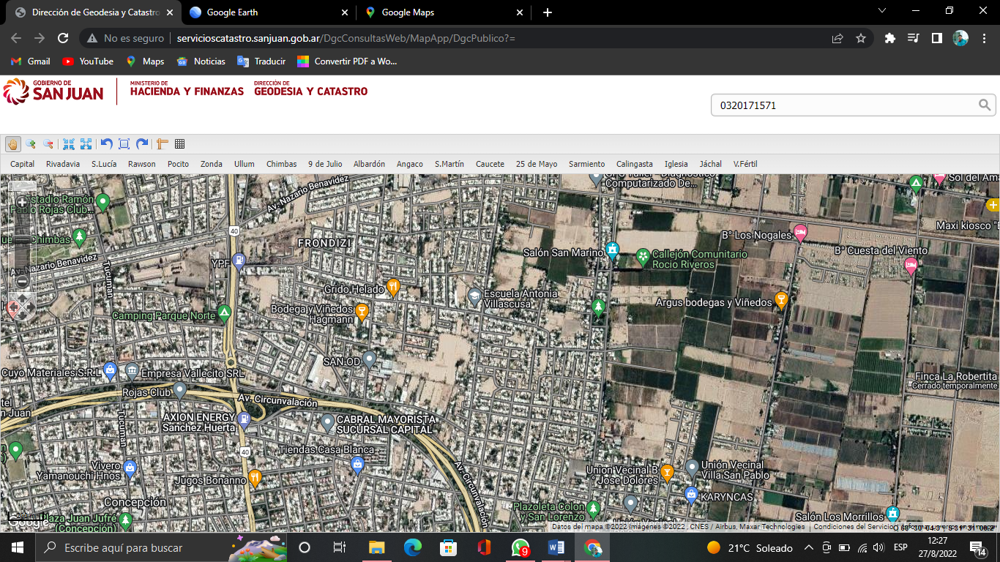 Dirección de Geodesia y Catastro
Google Earth
Google Maps
No es seguro
servicioscatastro.sanjuan.gob.ar/DgcConsultasWeb/MapApp/DgcPublico?=
Gmail
YouTube
Maps
Noticias
Traducir
Convertir PDF a Wo...
GOBIERNO DE
SAN JUAN
MINISTERIO DE
HACIENDA Y FINANZAS
DIRECCIÓN DE
GEODESIA Y CATASTRO
0320171571
Capital Rivadavia S.Lucía Rawson Pocito Zonda Ullum Chimbas 9 de Julio Albardón Angaco S.Martín Caucete 25 de Mayo Sarmiento Calingasta Iglesia Jáchal V.Fértil
Av. Nazario Benavidez
Computarizado De...
Sol del Ama
Estadio Ramón
Pablo Rojas Club...
Maxi kiosco "E
40
Chimbas
FRONDIZI
B° Los Nogales
Salón San Marino
Callejón Comunitario
Rocio Riveros
B° Cuesta del Viento
Av. Nazario Benavidez
YPF
Tucuman
Grido Helado
Escuela Antonia
Villascusa
Argus bodegas y Viñedos
Bodega y Viñedos
Hagmann
Camping Parque Norte
SAN-OD
Cuyo Materiales S.R.L
Empresa Vallecito SRL
Finca La Robertita
Cerrado temporalmente
Rojas Club
Av. Circunvalación
tel
n Juan
AXION ENERGY
Sanchez Huerta
CABRAL MAYORISTA
SUCURSAL CAPITAL
Tucuman
Tiendas Casa Blanca
40
Vivero
Yamanouchi Hnos
Av. Circunvalación
Union Vecinal B
° Jose Dolores
Unión Vecinal
Villa San Pablo
Jugos Bonanno
KARYNCAS
Concepción
Plazoleta Colon
y San Lorenzo
Salón Los Morrillos
Plaza Juan Jufre
(Concepción)
Google
Datos del mapa ©2022 Imágenes ©2022 , CNES / Airbus, Maxar Technologies
Condiciones del Servicio
Escribe aquí para buscar
9
21°C Soleado
ESP
12:27
27/8/2022
14